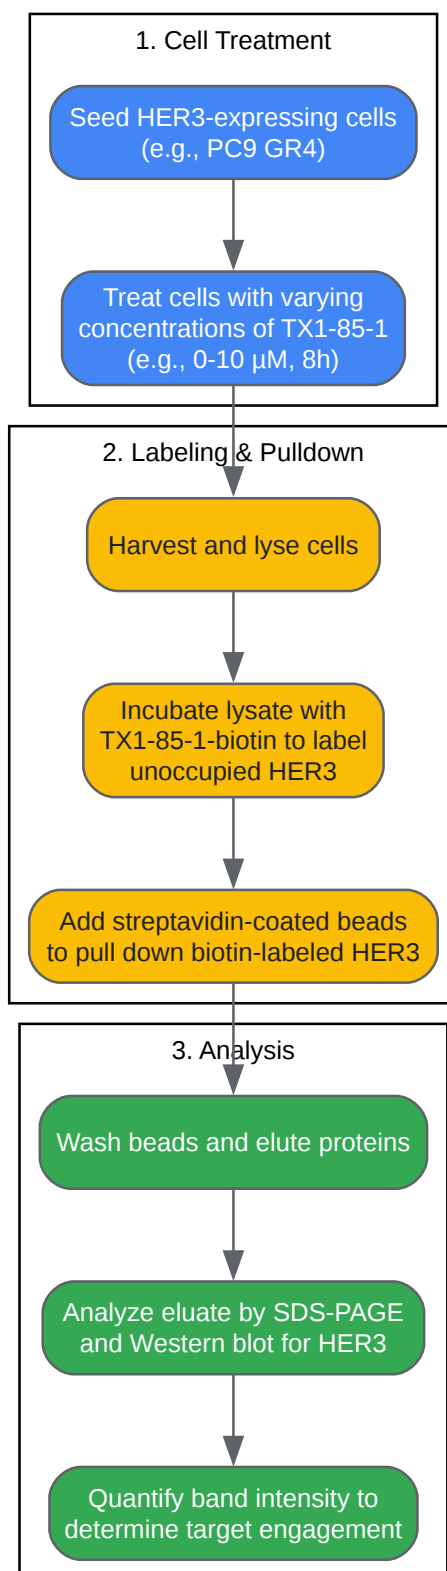 1. Cell Treatment
Seed HER3-expressing cells
(e.g., PC9 GR4)
Treat cells with varying
concentrations of TX1-85-1
(e.g., 0-10 µM, 8h)
2. Labeling & Pulldown
Harvest and lyse cells
Incubate lysate with
TX1-85-1-biotin to label
unoccupied HER3
Add streptavidin-coated beads
to pull down biotin-labeled HER3
3. Analysis
Wash beads and elute proteins
Analyze eluate by SDS-PAGE
and Western blot for HER3
Quantify band intensity to
determine target engagement